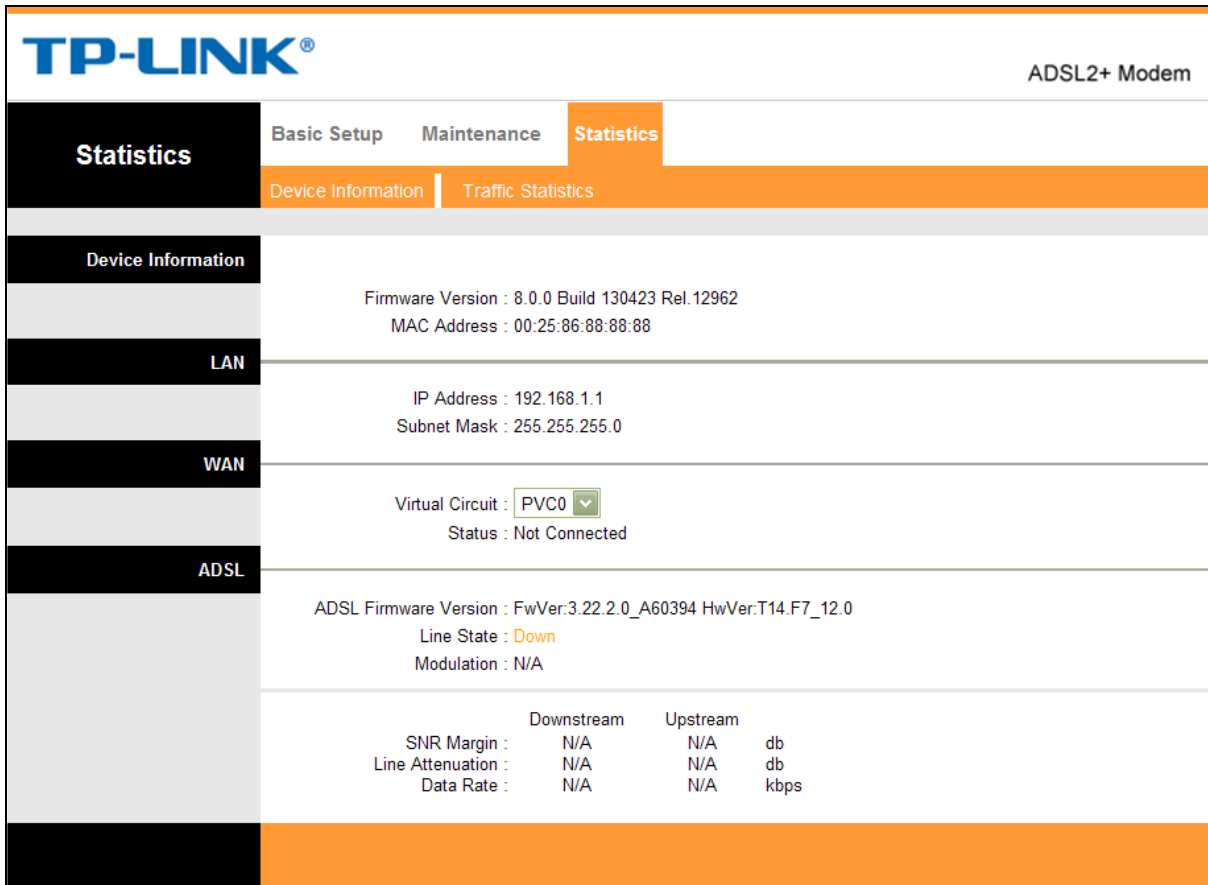 TP-LINK®
ADSL2+ Modem
Statistics
Basic Setup Maintenance Statistics
Device Information Traffic Statistics
Device Information
Firmware Version : 8.0.0 Build 130423 Rel.12962
MAC Address : 00:25:86:88:88:88
LAN
IP Address : 192.168.1.1
Subnet Mask : 255.255.255.0
WAN
Virtual Circuit : PVC0
Status : Not Connected
ADSL
ADSL Firmware Version : FwVer:3.22.2.0_A60394 HwVer:T14.F7_12.0
Line State : Down
Modulation : N/A
Downstream Upstream
SNR Margin : N/A N/A db
Line Attenuation : N/A N/A db
Data Rate : N/A N/A kbps